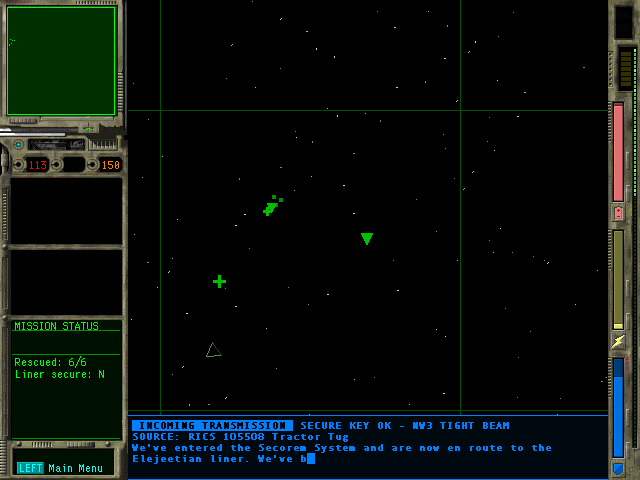 113
150
MISSION STATUS
Rescued: 6/6
Liner secure: N
LEFT Main Menu
INCOMING TRANSMISSION SECURE KEY OK - NW3 TIGHT BEAM
SOURCE: RICS 105508 Tractor Tug
We've entered the Secorem System and are now en route to the
Elejeetian liner. We've b